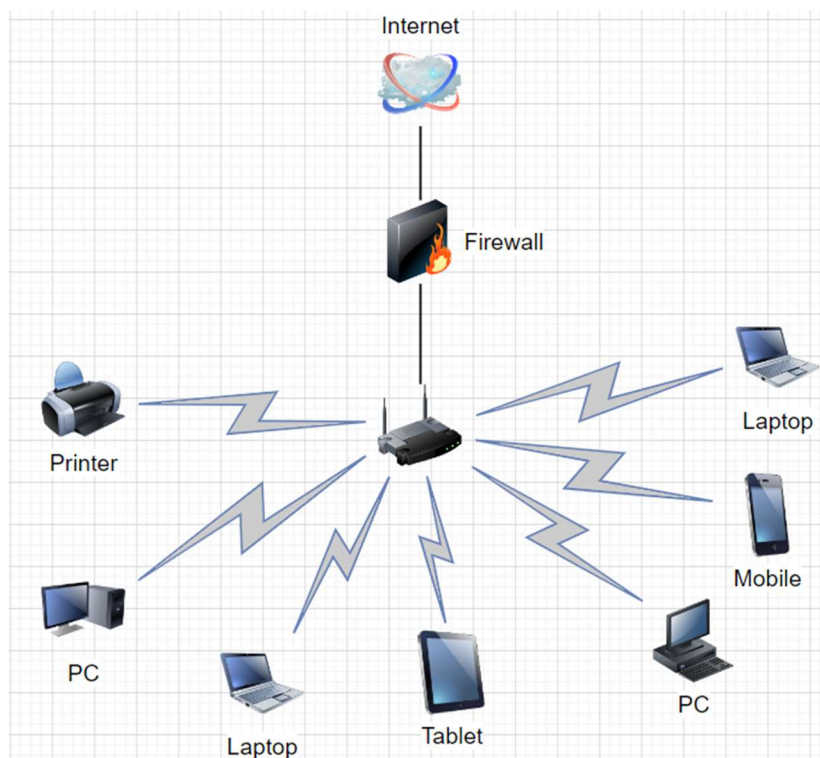 Internet
Firewall
Laptop
Printer
Mobile
PC
PC
Laptop
Tablet